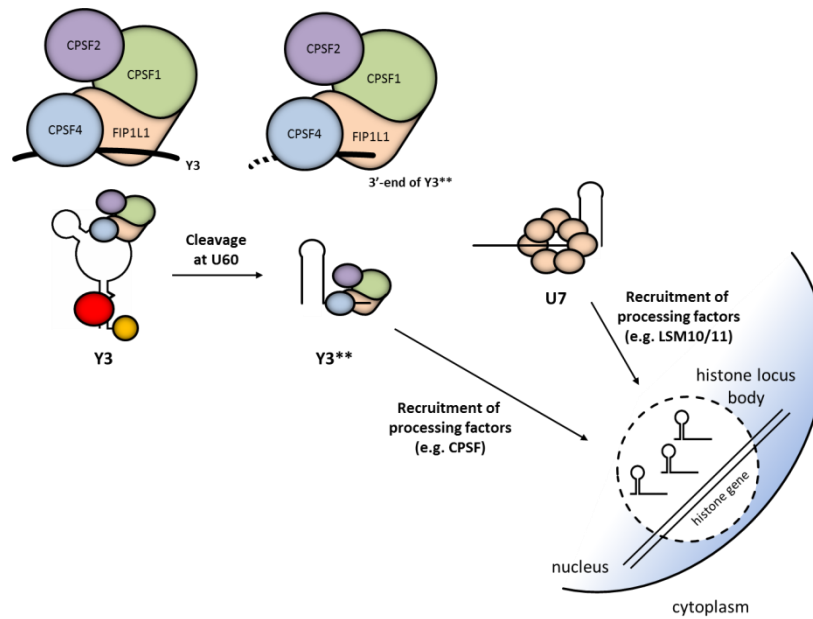 CPSF2
CPSF1
CPSF4
FIP1L1
Y3
CPSF2
CPSF1
CPSF4
FIP1L1
3'-end of Y3**
Cleavage
at U60
Y3
Y3**
U7
Recruitment of
processing factors
(e.g. LSM10/11)
Recruitment of
processing factors
(e.g. CPSF)
histone locus
body
histone gene
nucleus
cytoplasm